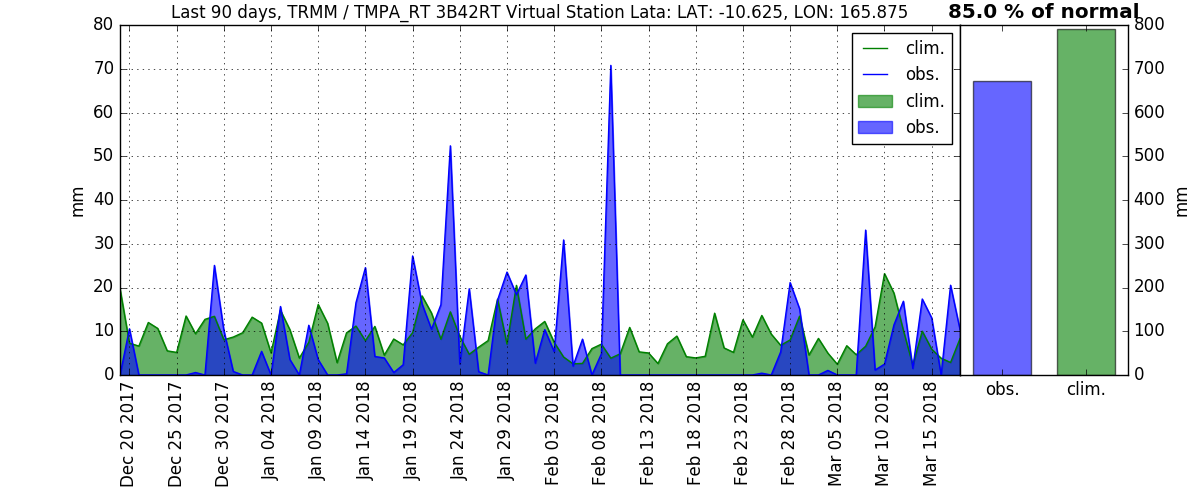 Last 90 days, TRMM / TMPA_RT 3B42RT Virtual Station Lata: LAT: -10.625, LON: 165.875
85.0 % of normal
80
70
60
50
40
30
20
10
0
mm
clim.
obs.
clim.
obs.
Dec 20 2017
Dec 25 2017
Dec 30 2017
Jan 04 2018
Jan 09 2018
Jan 14 2018
Jan 19 2018
Jan 24 2018
Jan 29 2018
Feb 03 2018
Feb 08 2018
Feb 13 2018
Feb 18 2018
Feb 23 2018
Feb 28 2018
Mar 05 2018
Mar 10 2018
Mar 15 2018
800
700
600
500
400
300
200
100
0
mm
obs.
clim.